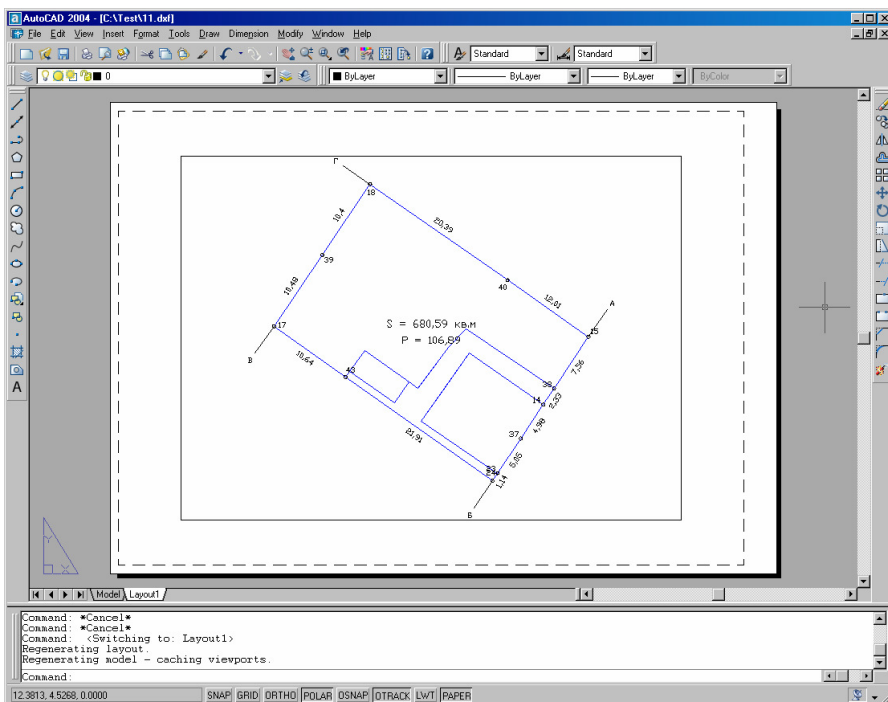 AutoCAD 2004 - [C:\Test\11.dxf]
File Edit View Insert Format Tools Draw Dimension Modify Window Help
Standard Standard
0 ByLayer ByLayer ByLayer ByColor
Г
18
10,4
20,39
39
10,48
40
12,01
А
17
S = 680,59 кв.м
15
P = 106,89
В
10,64
43
7,56
38
14
2,33
4,98
21,91
37
5,05
1,14
Б
Y
X
Model Layout1
Command: *Cancel*
Command: *Cancel*
Command: <Switching to: Layout1>
Regenerating layout.
Regenerating model - caching viewports.
Command:
12.3813, 4.5268, 0.0000 SNAP GRID ORTHO POLAR OSNAP OTRACK LWT PAPER
A